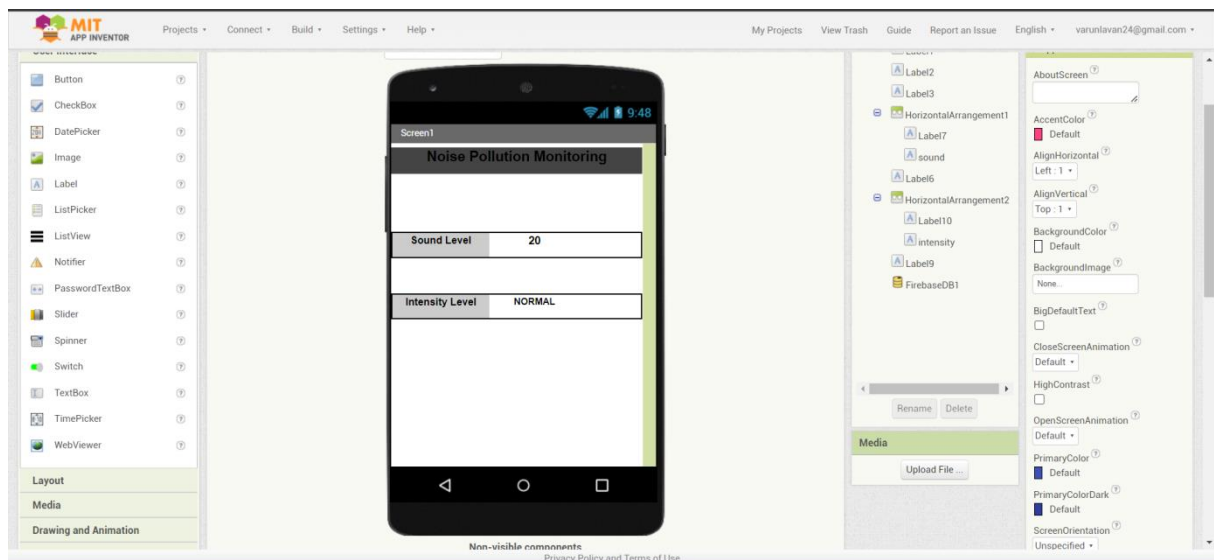 MIT
APP INVENTOR
Projects
Connect
Build
Settings
Help
My Projects
View Trash
Guide
Report an Issue
English
varunlavan24@gmail.com
User Interface
Button
CheckBox
DatePicker
Image
Label
ListPicker
ListView
Notifier
PasswordTextBox
Slider
Spinner
Switch
TextBox
TimePicker
WebViewer
Layout
Media
Drawing and Animation
9:48
Screen1
Noise Pollution Monitoring
Sound Level 20
Intensity Level NORMAL
Non-visible components
Label2
Label3
HorizontalArrangement1
Label7
sound
Label6
HorizontalArrangement2
Label10
intensity
Label9
FirebaseDB1
Rename Delete
Media
Upload File ...
AboutScreen
AccentColor
Default
AlignHorizontal
Left : 1
AlignVertical
Top : 1
BackgroundColor
Default
BackgroundImage
None...
BigDefaultText
CloseScreenAnimation
Default
HighContrast
OpenScreenAnimation
Default
PrimaryColor
Default
PrimaryColorDark
Default
ScreenOrientation
Unspecified
Privacy Policy and Terms of Use